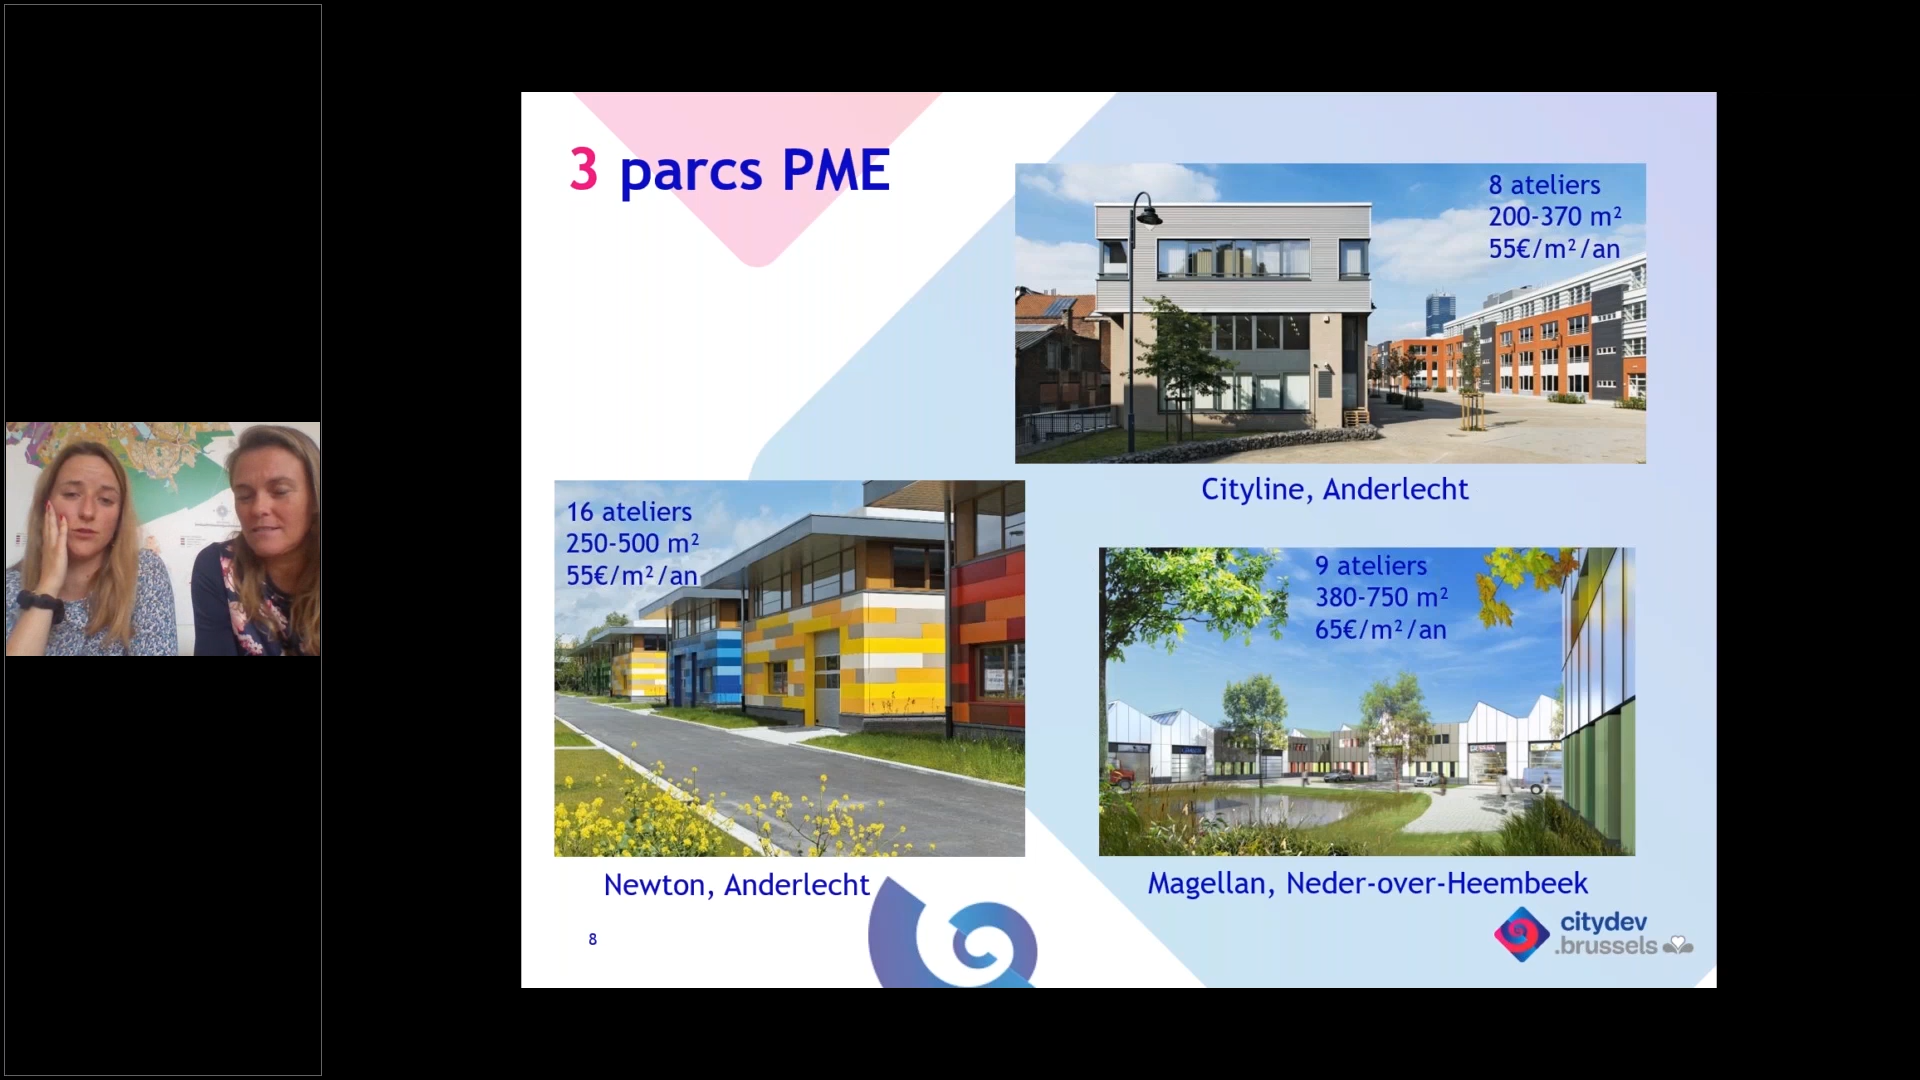 3 parcs PME
8 ateliers
200-370 m²
55€/m²/an
Cityline, Anderlecht
16 ateliers
250-500 m²
55€/m²/an
Newton, Anderlecht
9 ateliers
380-750 m²
65€/m²/an
Magellan, Neder-over-Heembeek
8
citydev
.brussels